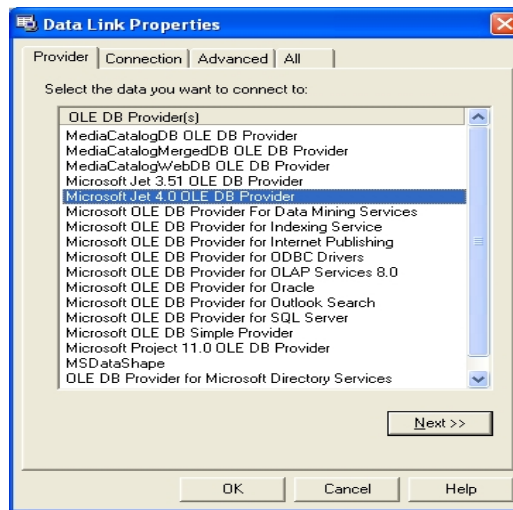 Data Link Properties
Provider Connection Advanced All
Select the data you want to connect to:
OLE DB Provider(s)
MediaCatalogDB OLE DB Provider
MediaCatalogMergedDB OLE DB Provider
MediaCatalogWebDB OLE DB Provider
Microsoft Jet 3.51 OLE DB Provider
Microsoft Jet 4.0 OLE DB Provider
Microsoft OLE DB Provider For Data Mining Services
Microsoft OLE DB Provider for Indexing Service
Microsoft OLE DB Provider for Internet Publishing
Microsoft OLE DB Provider for ODBC Drivers
Microsoft OLE DB Provider for OLAP Services 8.0
Microsoft OLE DB Provider for Oracle
Microsoft OLE DB Provider for Outlook Search
Microsoft OLE DB Provider for SQL Server
Microsoft OLE DB Simple Provider
Microsoft Project 11.0 OLE DB Provider
MSDataShape
OLE DB Provider for Microsoft Directory Services
Next >>
OK Cancel Help